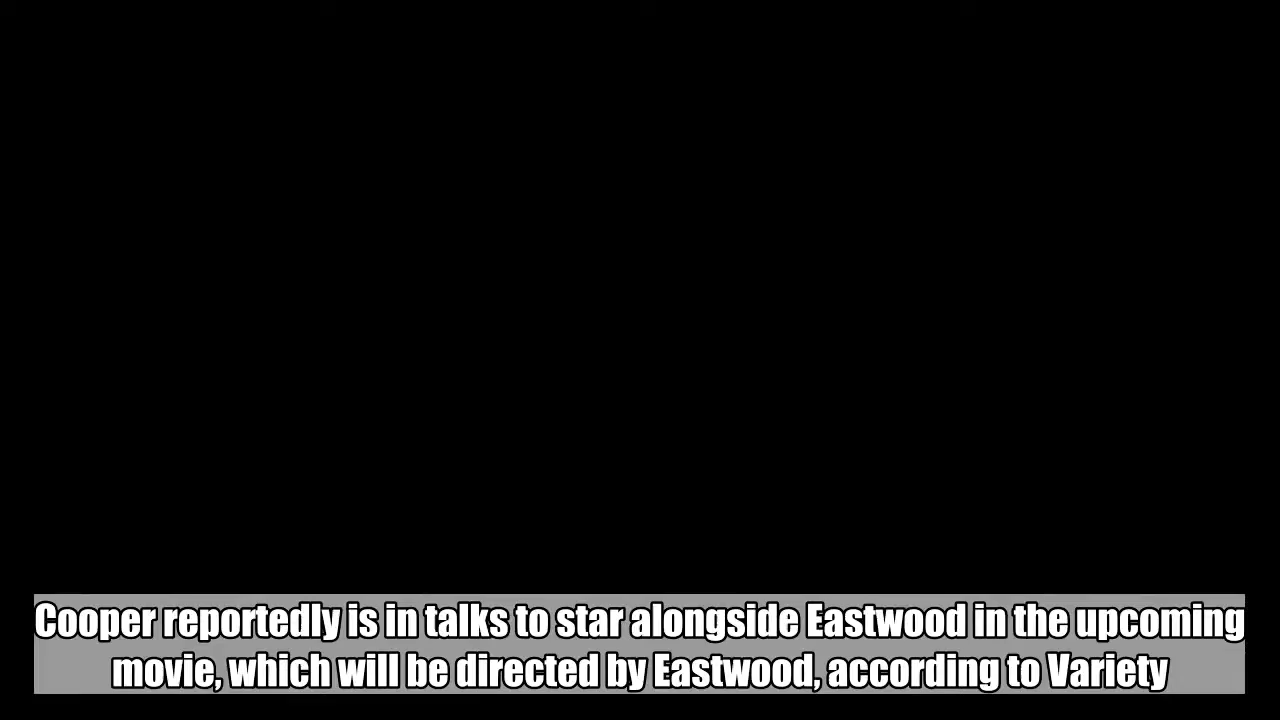 Cooper reportedly is in talks to star alongside Eastwood in the upcoming
movie, which will be directed by Eastwood, according to Variety